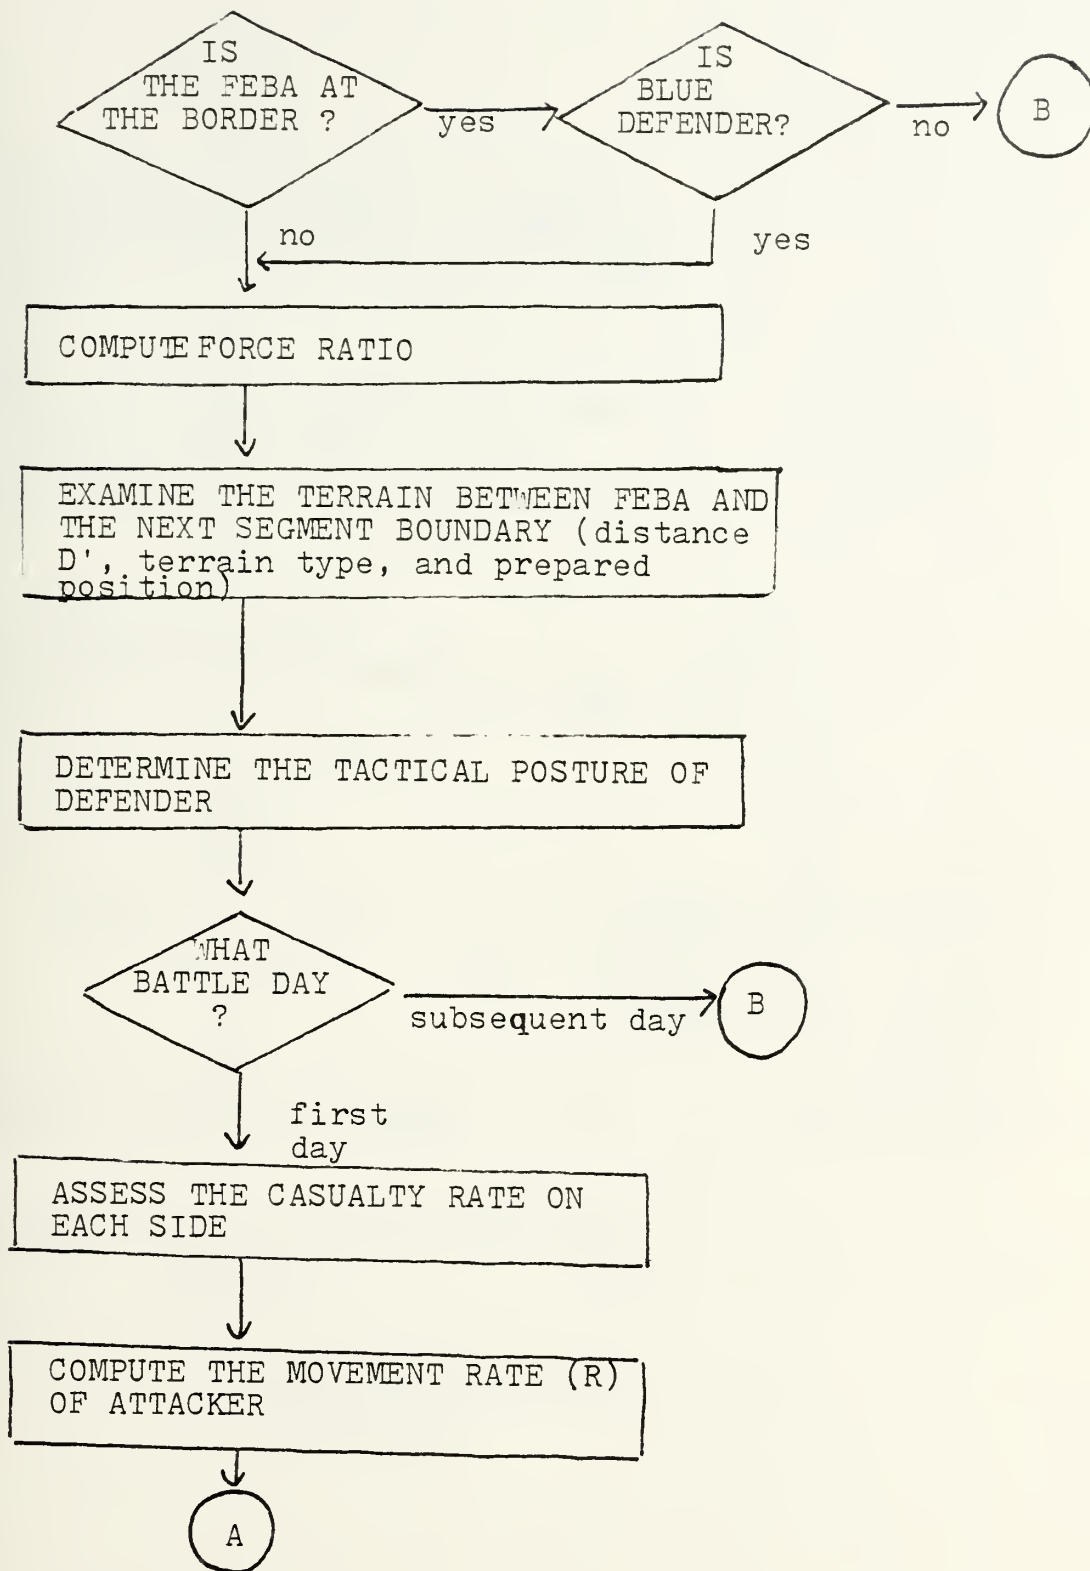 IS
THE FEBA AT
THE BORDER ?
yes
IS
BLUE
DEFENDER?
no
B
no
yes
COMPUTE FORCE RATIO
EXAMINE THE TERRAIN BETWEEN FEBA AND
THE NEXT SEGMENT BOUNDARY (distance
D', terrain type, and prepared
position)
DETERMINE THE TACTICAL POSTURE OF
DEFENDER
WHAT
BATTLE DAY
?
subsequent day
B
first
day
ASSESS THE CASUALTY RATE ON
EACH SIDE
COMPUTE THE MOVEMENT RATE (R)
OF ATTACKER
A